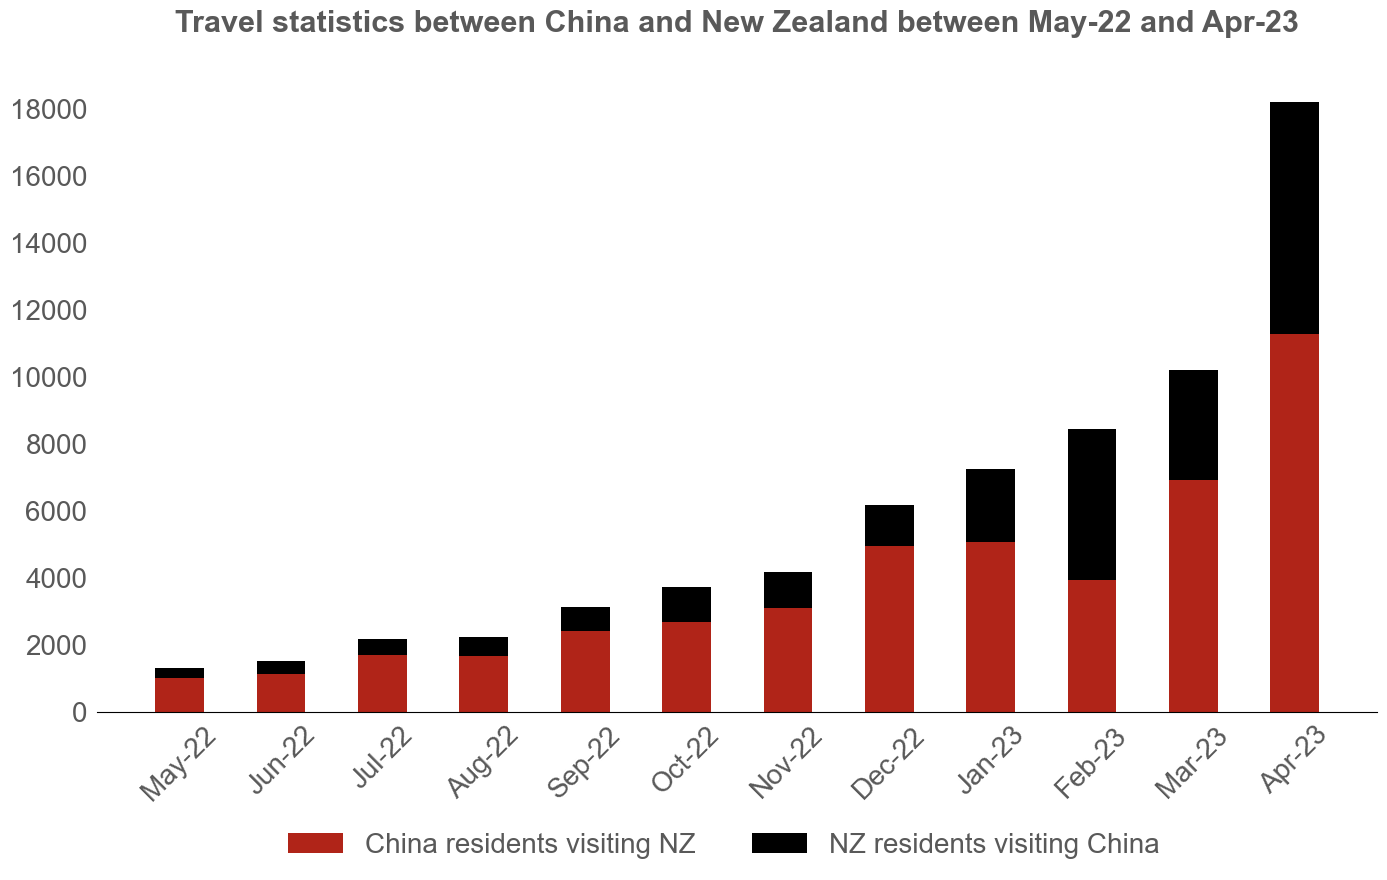 Travel statistics between China and New Zealand between May-22 and Apr-23
18000
16000
14000
12000
10000
8000
6000
4000
2000
0
May-22
Jun-22
Jul-22
Aug-22
Sep-22
Oct-22
Nov-22
Dec-22
Jan-23
Feb-23
Mar-23
Apr-23
China residents visiting NZ
NZ residents visiting China